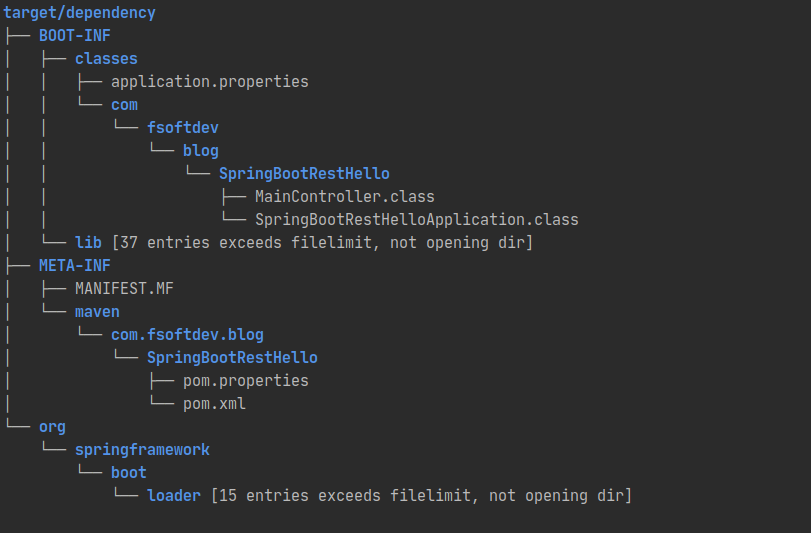 target/dependency
├── BOOT-INF
│   ├── classes
│   │   ├── application.properties
│   │   └── com
│   │       └── fsoftdev
│   │           └── blog
│   │               └── SpringBootRestHello
│   │                   ├── MainController.class
│   │                   └── SpringBootRestHelloApplication.class
│   └── lib [37 entries exceeds filelimit, not opening dir]
├── META-INF
│   ├── MANIFEST.MF
│   └── maven
│       └── com.fsoftdev.blog
│           └── SpringBootRestHello
│               ├── pom.properties
│               └── pom.xml
└── org
    └── springframework
        └── boot
            └── loader [15 entries exceeds filelimit, not opening dir]